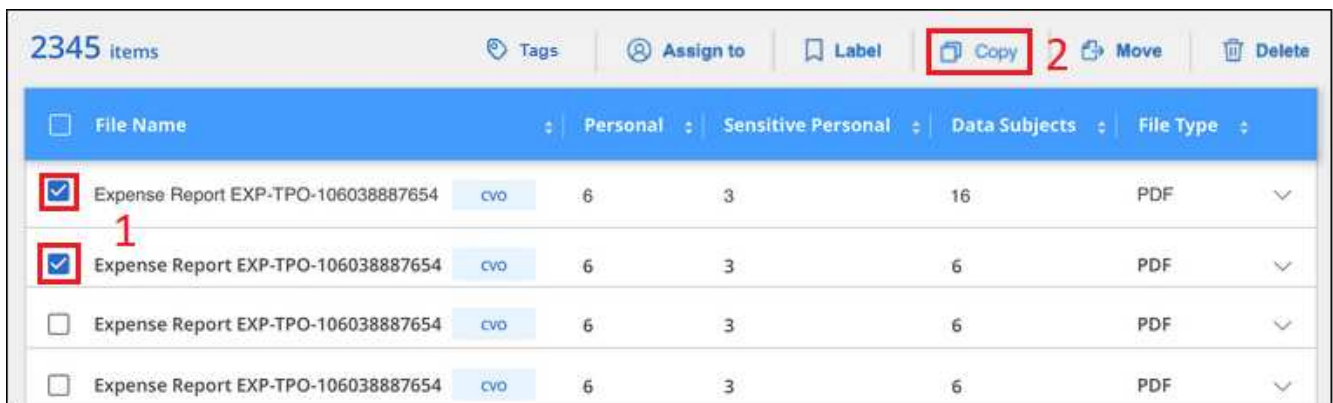 2345 items Tags Assign to Label Copy 2 Move Delete
File Name Personal Sensitive Personal Data Subjects File Type
Expense Report EXP-TPO-106038887654 CVO 6 3 16 PDF
1
Expense Report EXP-TPO-106038887654 CVO 6 3 6 PDF
Expense Report EXP-TPO-106038887654 CVO 6 3 6 PDF
Expense Report EXP-TPO-106038887654 CVO 6 3 6 PDF